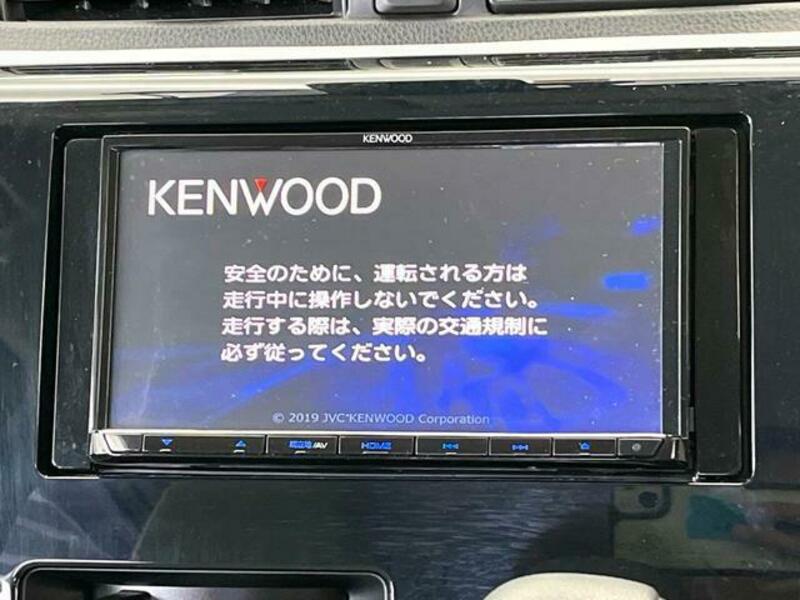 KENWOOD
KENWOOD
安全のために、運転される方は
走行中に操作しないでください。
走行する際は、実際の交通規制に
必ず従ってください。
© 2019 JVC KENWOOD Corporation
/AV HOME